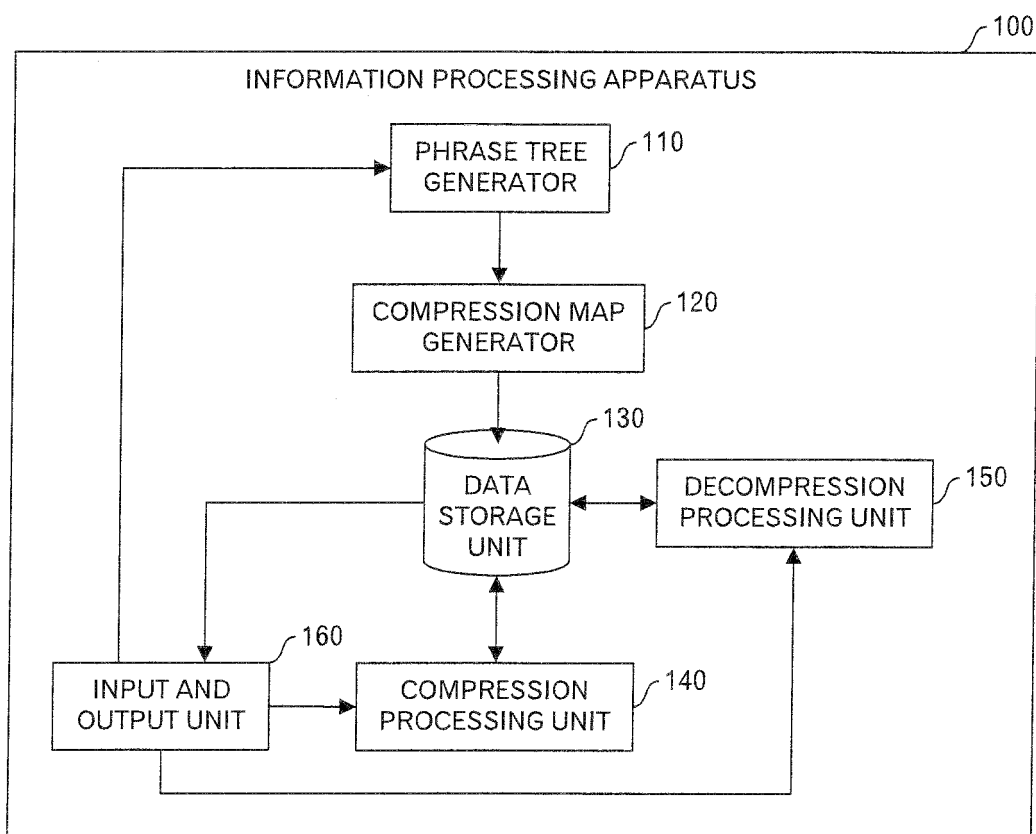 100
INFORMATION PROCESSING APPARATUS
PHRASE TREE
GENERATOR
110
COMPRESSION MAP
GENERATOR
120
130
DATA
STORAGE
UNIT
DECOMPRESSION
PROCESSING UNIT
150
160
INPUT AND
OUTPUT UNIT
COMPRESSION
PROCESSING UNIT
140